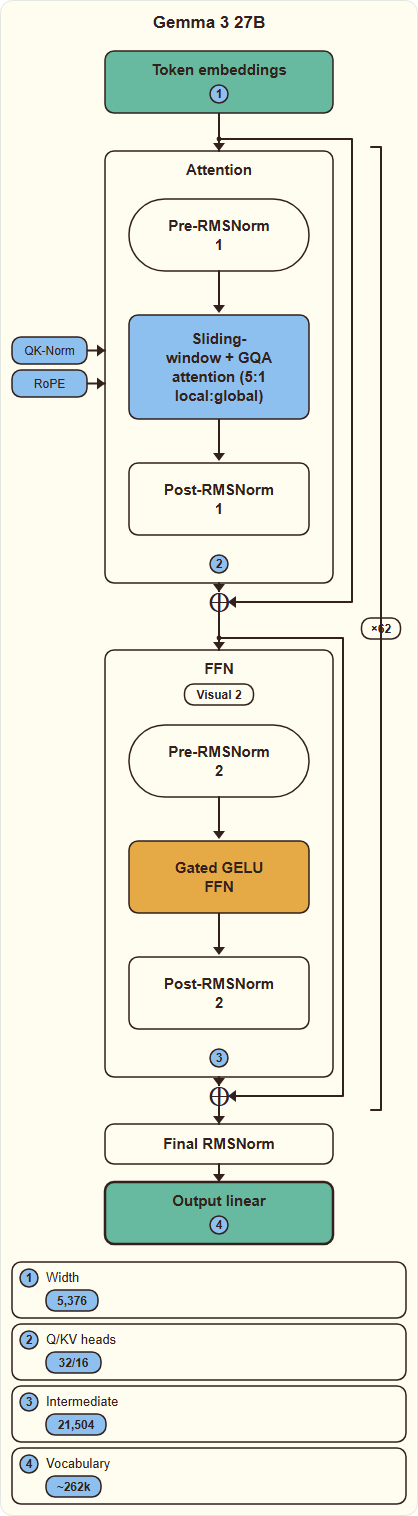 Gemma 3 27B
Token embeddings
1
Attention
Pre-RMSNorm
1
Sliding-
window + GQA
attention (5:1
local:global)
QK-Norm
RoPE
Post-RMSNorm
1
2
×62
FFN
Visual 2
Pre-RMSNorm
2
Gated GELU
FFN
Post-RMSNorm
2
3
Final RMSNorm
Output linear
4
1 Width
5,376
2 Q/KV heads
32/16
3 Intermediate
21,504
4 Vocabulary
~262k